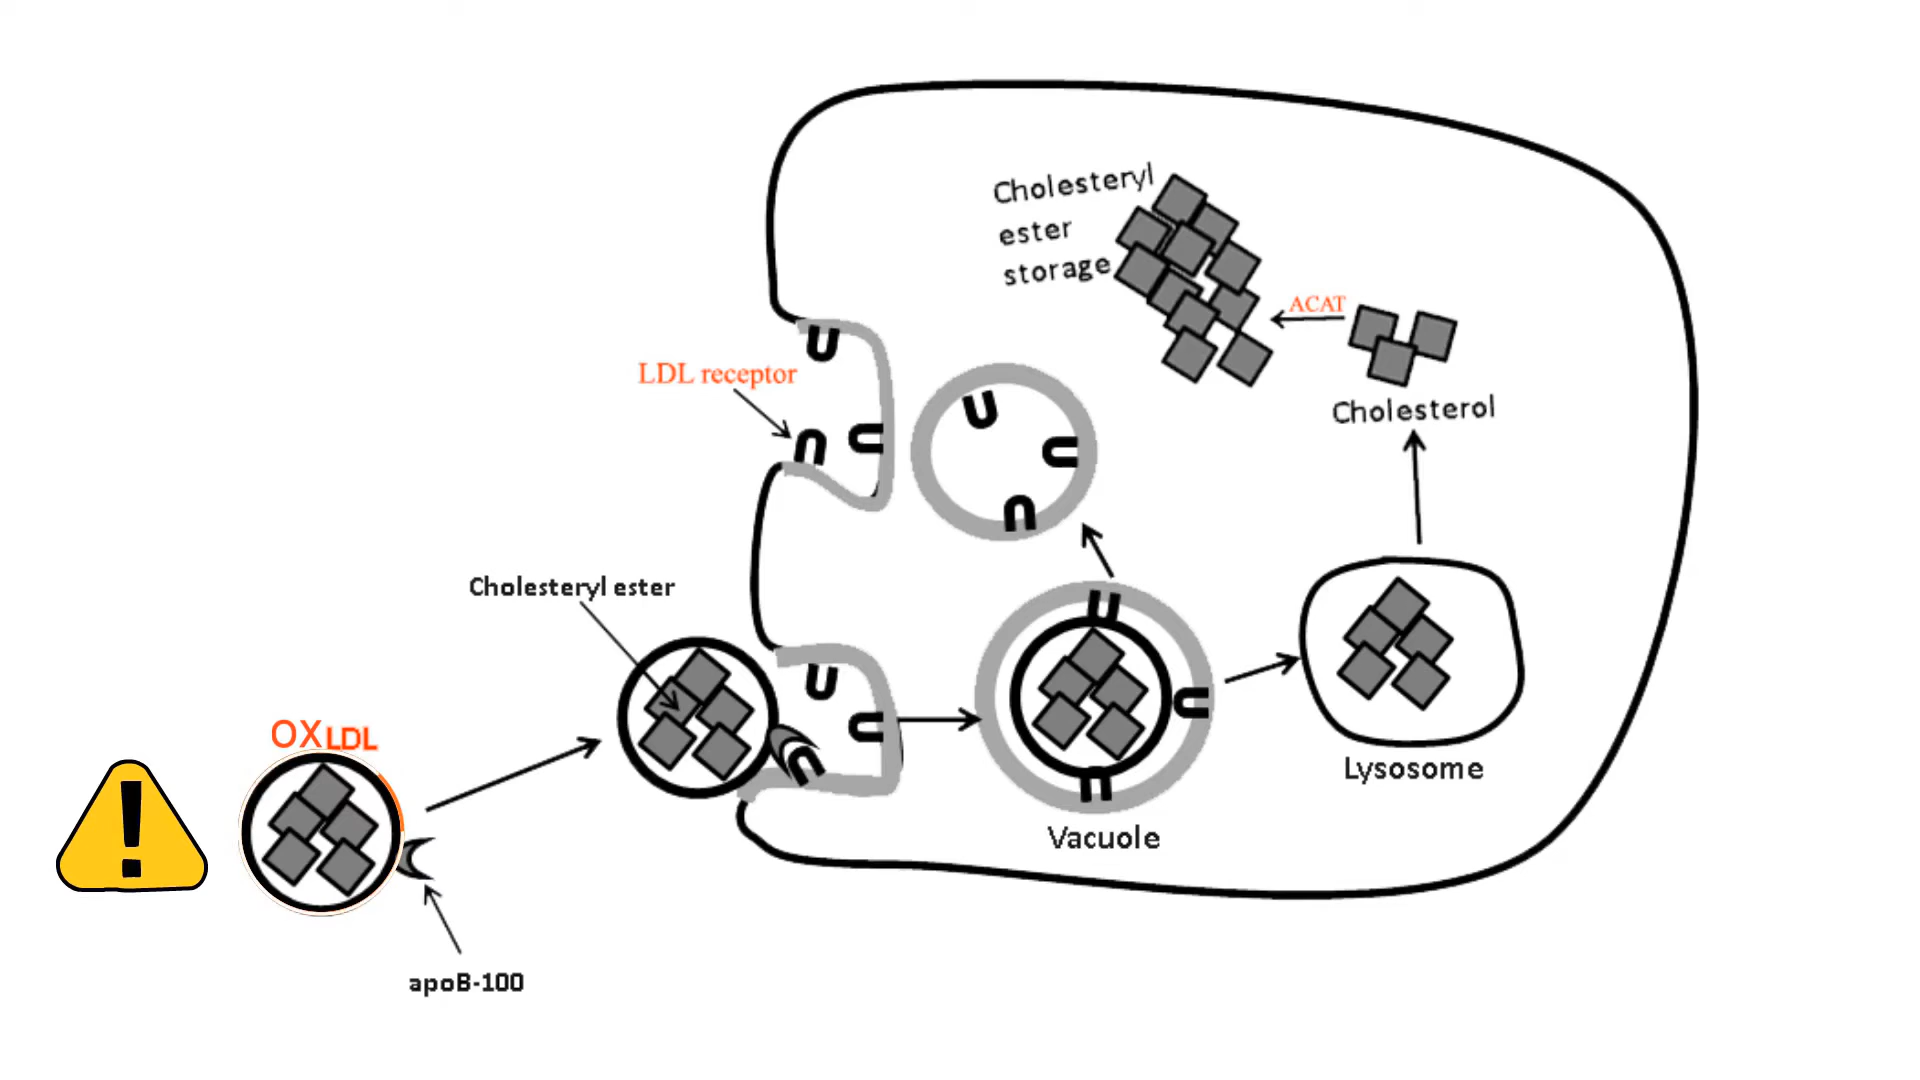 Cholesteryl
ester
storage
ACAT
LDL receptor
Cholesterol
Cholesteryl ester
OXLDL
Lysosome
Vacuole
apoB-100